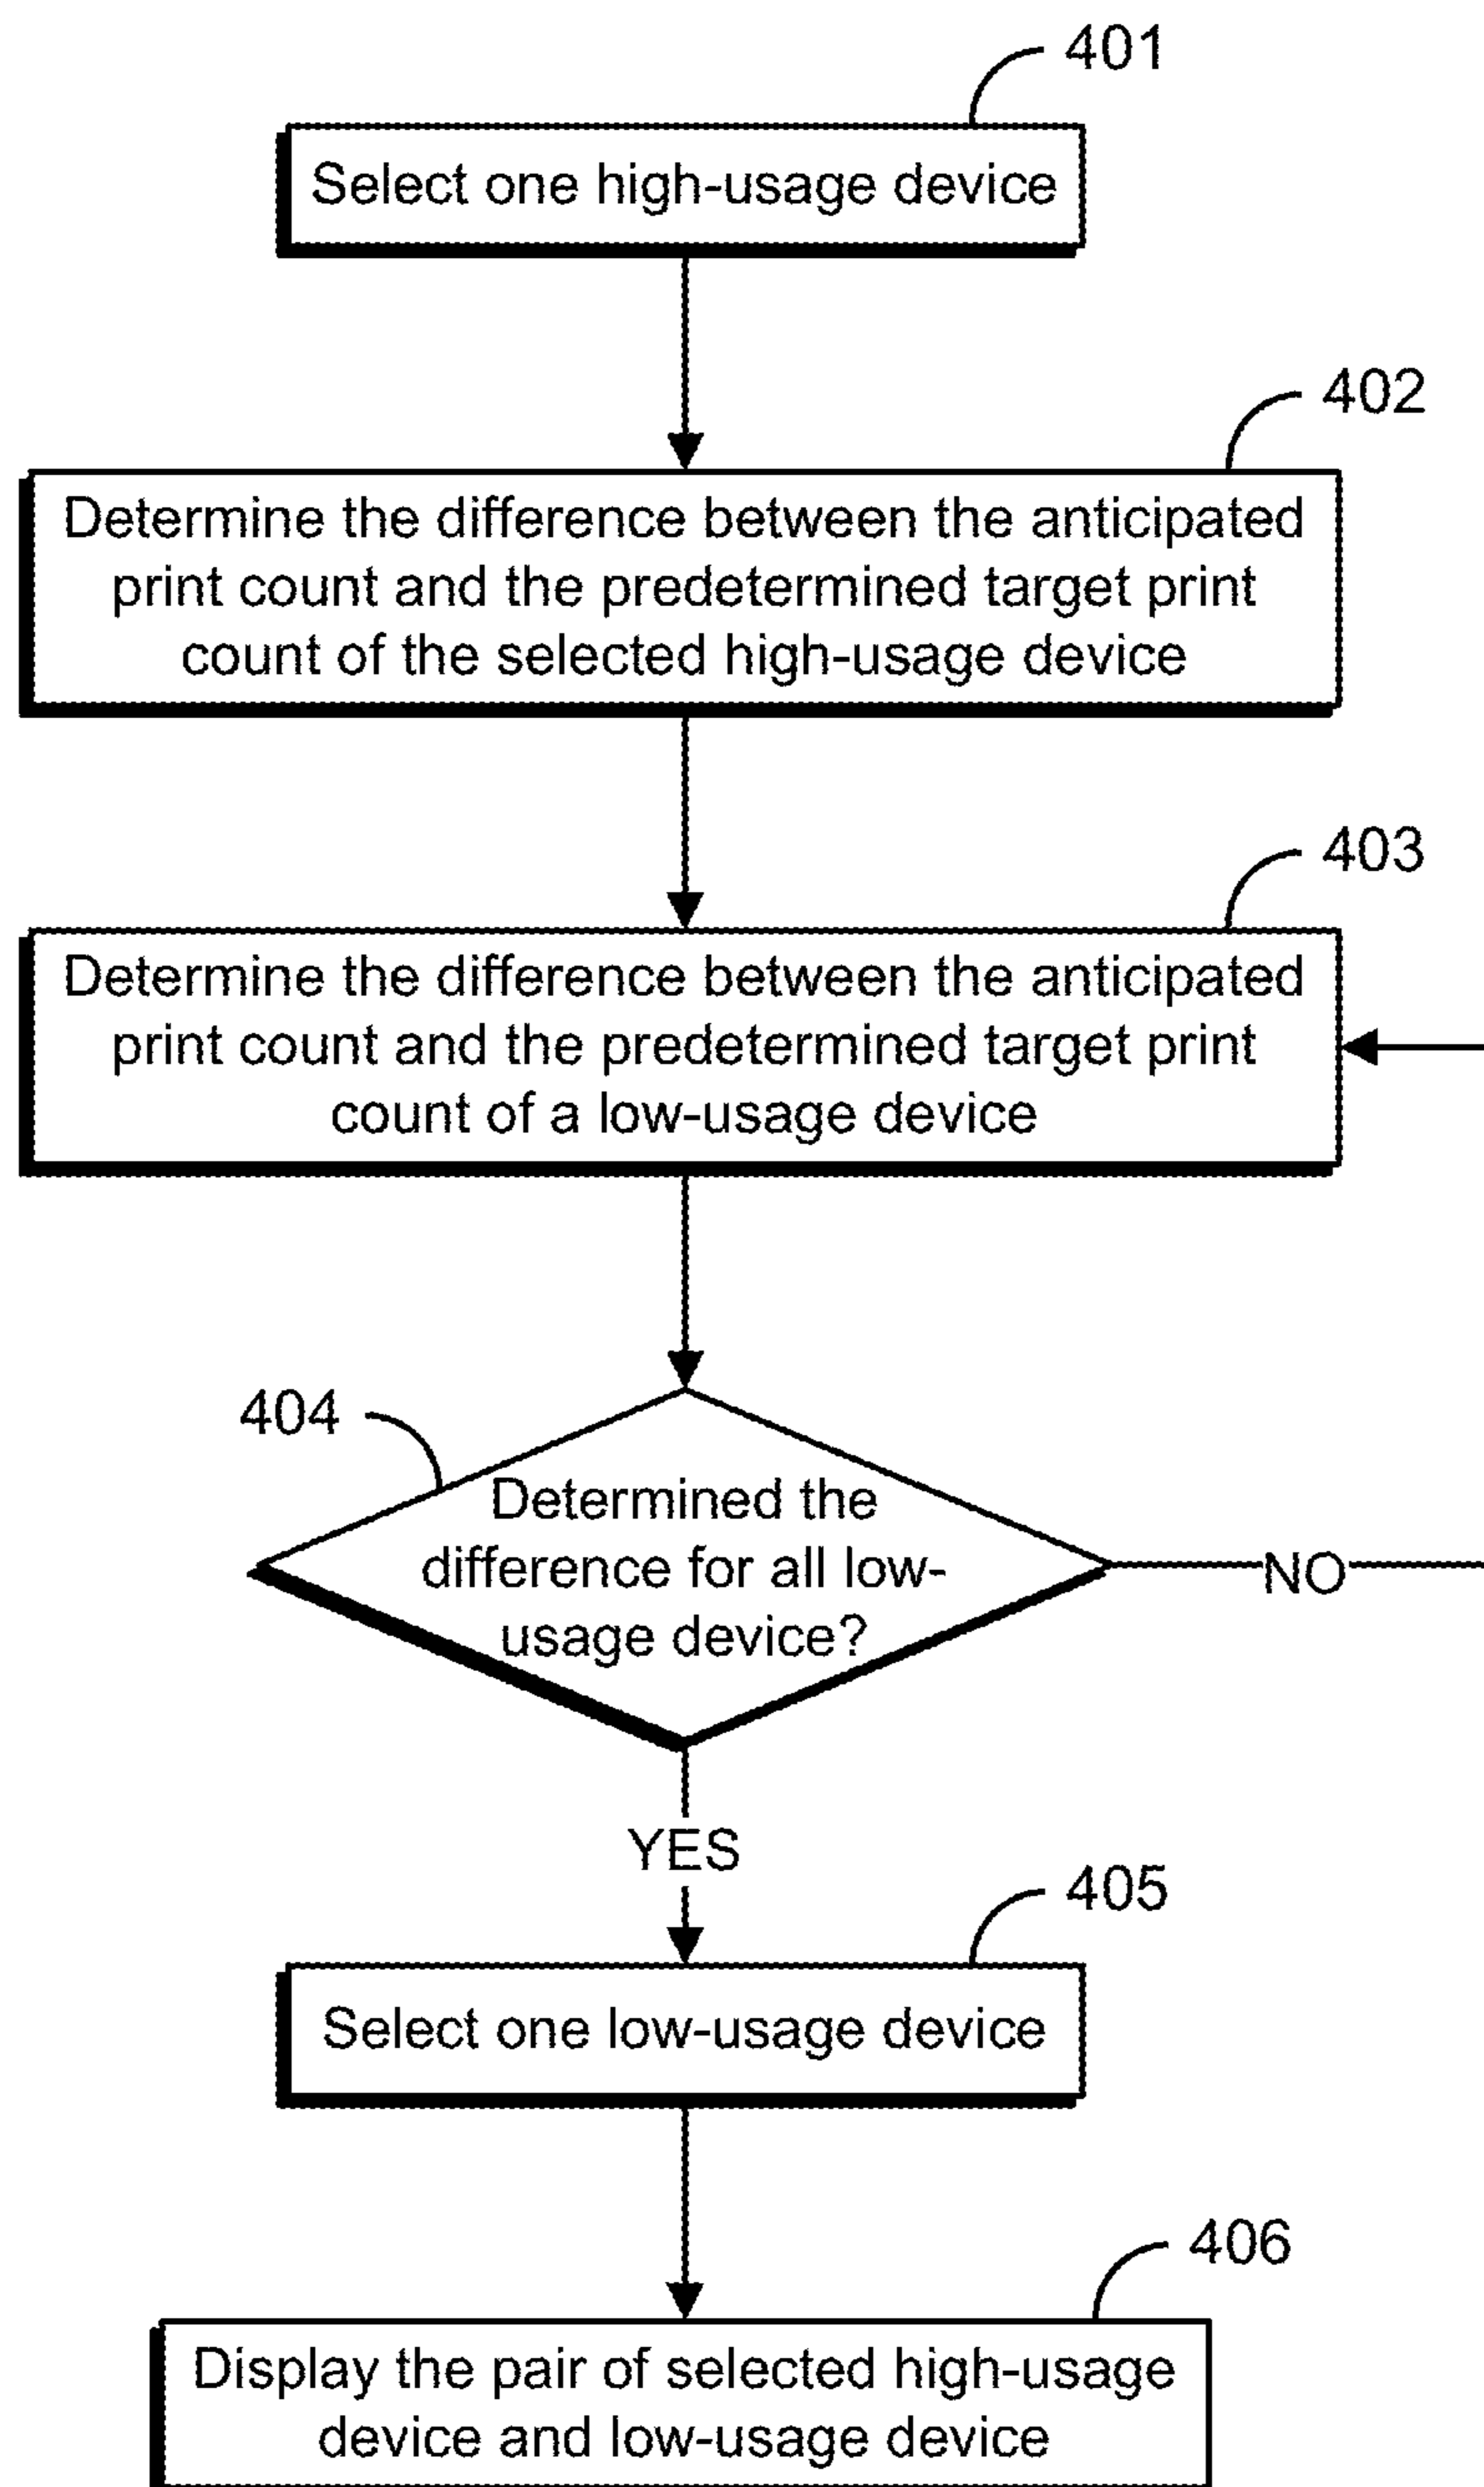 401
Select one high-usage device
402
Determine the difference between the anticipated
print count and the predetermined target print
count of the selected high-usage device
403
Determine the difference between the anticipated
print count and the predetermined target print
count of a low-usage device
404
Determined the
difference for all low-
usage device?
NO
YES
405
Select one low-usage device
406
Display the pair of selected high-usage
device and low-usage device